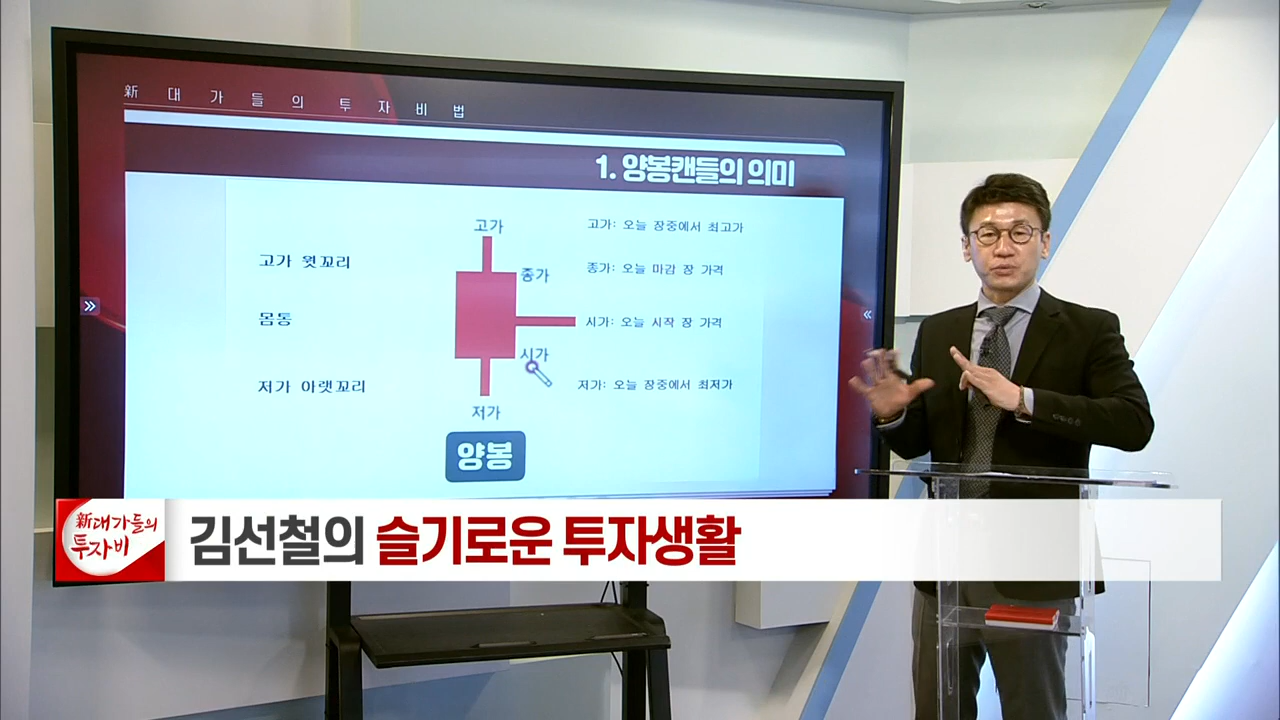 新 대가들의 투자비법
1. 양봉캔들의 의미
고가
고가: 오늘 장중에서 최고가
고가 윗꼬리
종가
종가: 오늘 마감 장 가격
몸통
시가: 오늘 시작 장 가격
시가
저가 아랫꼬리
저가: 오늘 장중에서 최저가
저가
양봉
新대가들의
투자비
김선철의 슬기로운 투자생활